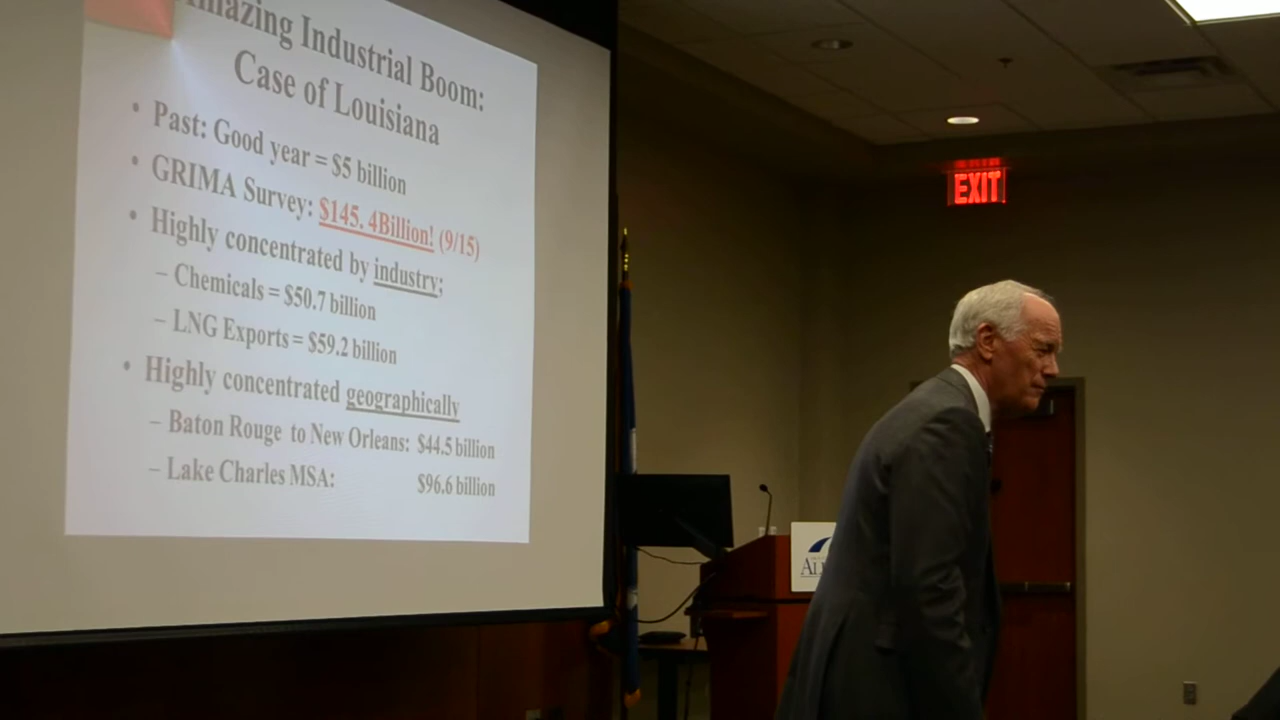 Amazing Industrial Boom:
Case of Louisiana
• Past: Good year = $5 billion
• GRIMA Survey: $145. 4Billion! (9/15)
• Highly concentrated by industry;
– Chemicals = $50.7 billion
– LNG Exports = $59.2 billion
• Highly concentrated geographically
– Baton Rouge to New Orleans: $44.5 billion
– Lake Charles MSA: $96.6 billion
EXIT